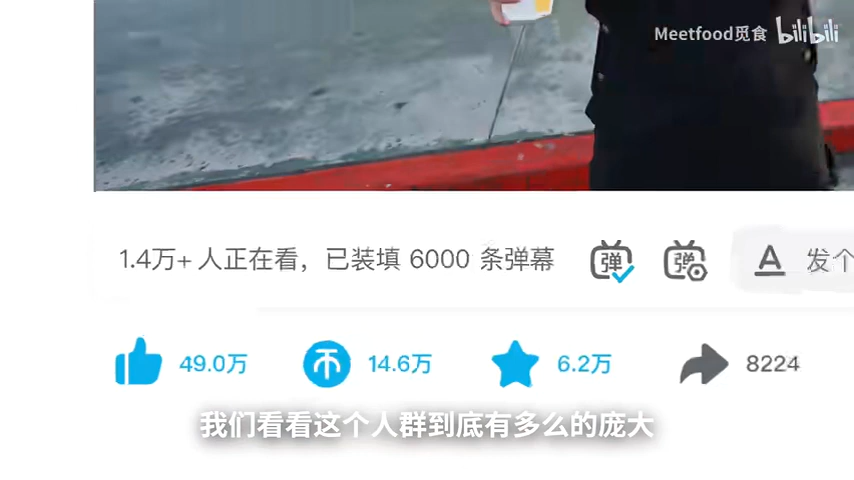 Meetfood觅食 bilibili
1.4万+ 人正在看，已装填 6000 条弹幕 弹 弹 A 发个
49.0万 14.6万 6.2万 8224
我们看看这个人群到底有多么的庞大